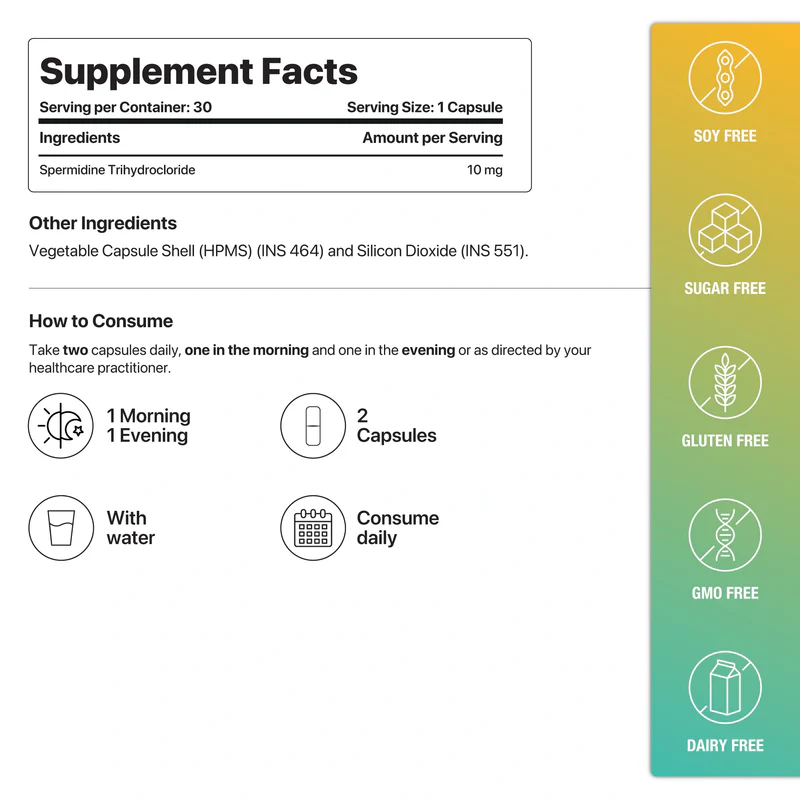 Supplement Facts
Serving per Container: 30 Serving Size: 1 Capsule
Ingredients Amount per Serving
Spermidine Trihydrocloride 10 mg
Other Ingredients
Vegetable Capsule Shell (HPMS) (INS 464) and Silicon Dioxide (INS 551).
How to Consume
Take two capsules daily, one in the morning and one in the evening or as directed by your
healthcare practitioner.
1 Morning
1 Evening
2
Capsules
With
water
Consume
daily
SOY FREE
SUGAR FREE
GLUTEN FREE
GMO FREE
DAIRY FREE